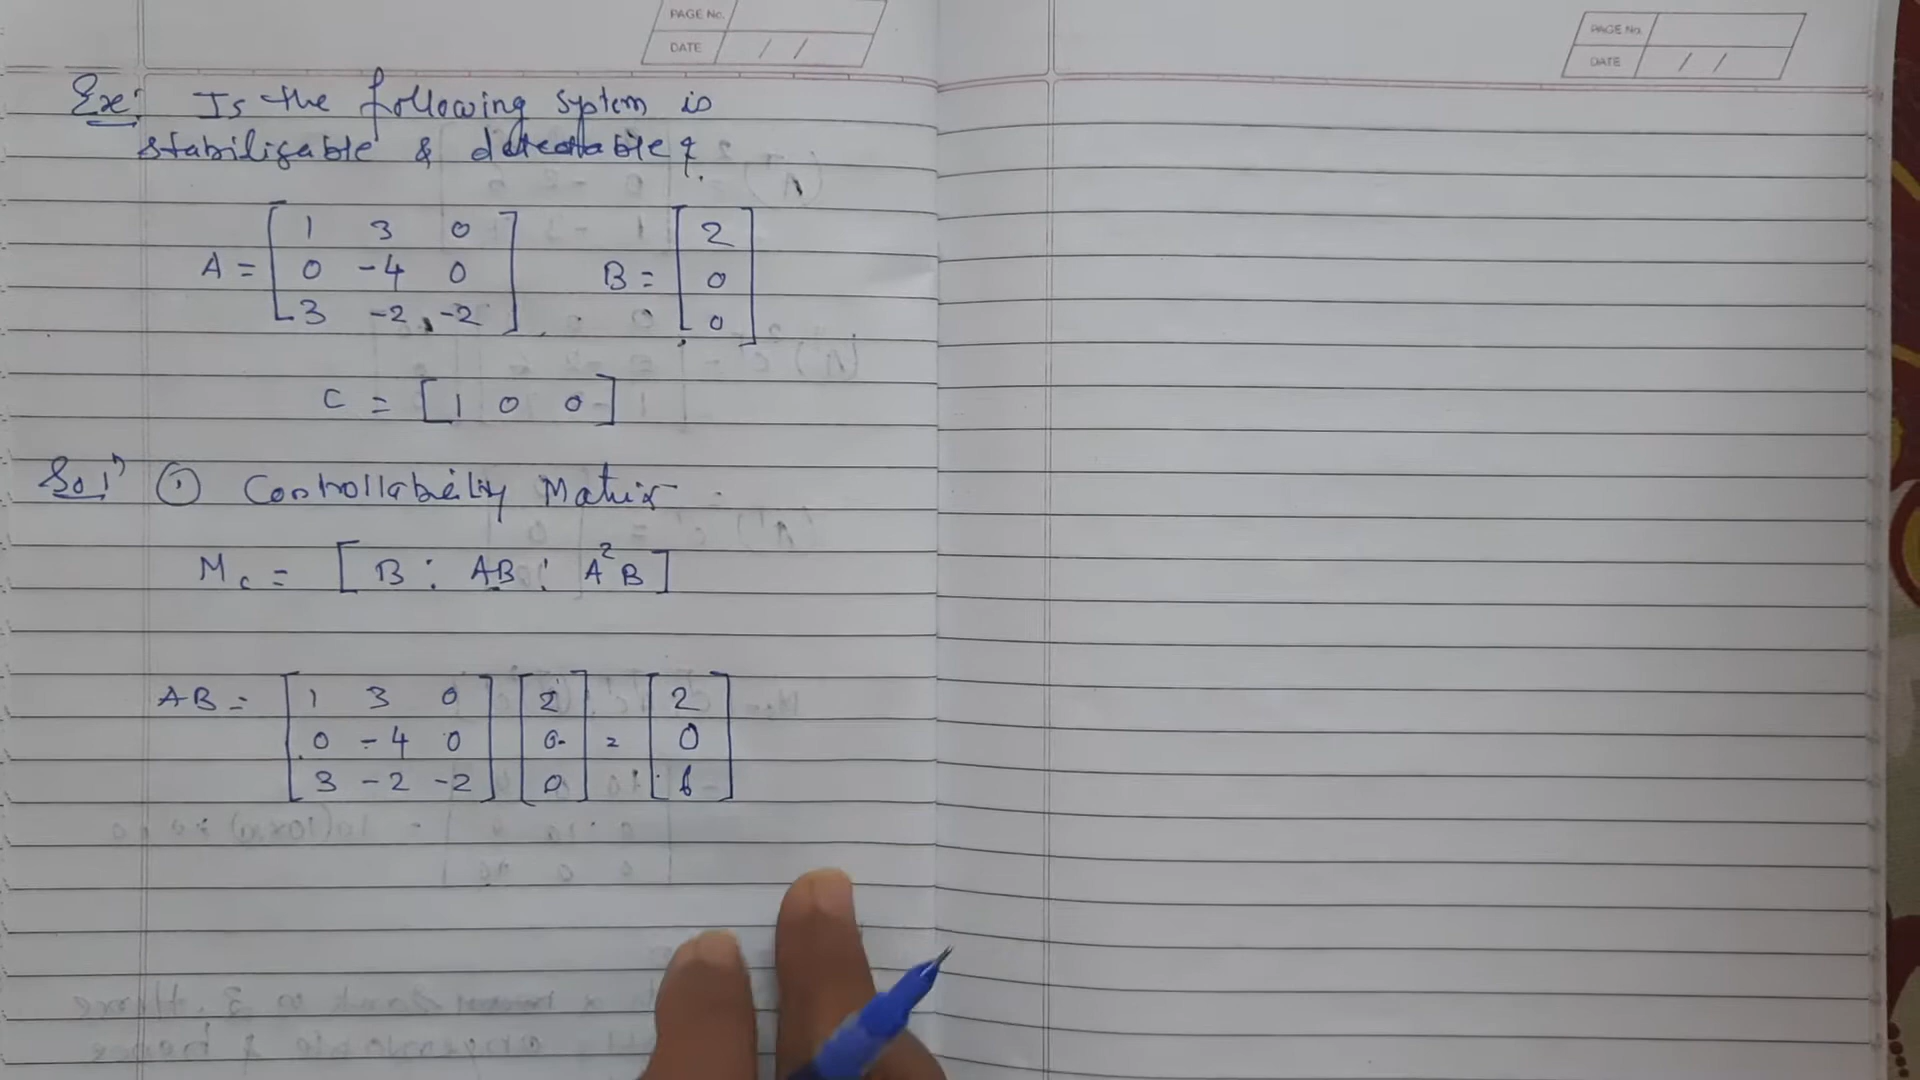 PAGE No.
DATE / /
PAGE No.
DATE / /
Ex: Is the following system is
stabilizable & detectable ?
A = [ 1 3 0
0 -4 0
3 -2 -2 ]
B = [ 2
0
0 ]
C = [ 1 0 0 ]
Sol^n ① Controllability Matrix
M_c = [ B : AB : A² B ]
AB = [ 1 3 0
0 -4 0
3 -2 -2 ] [ 2
0
0 ] = [ 2
0
6 ]